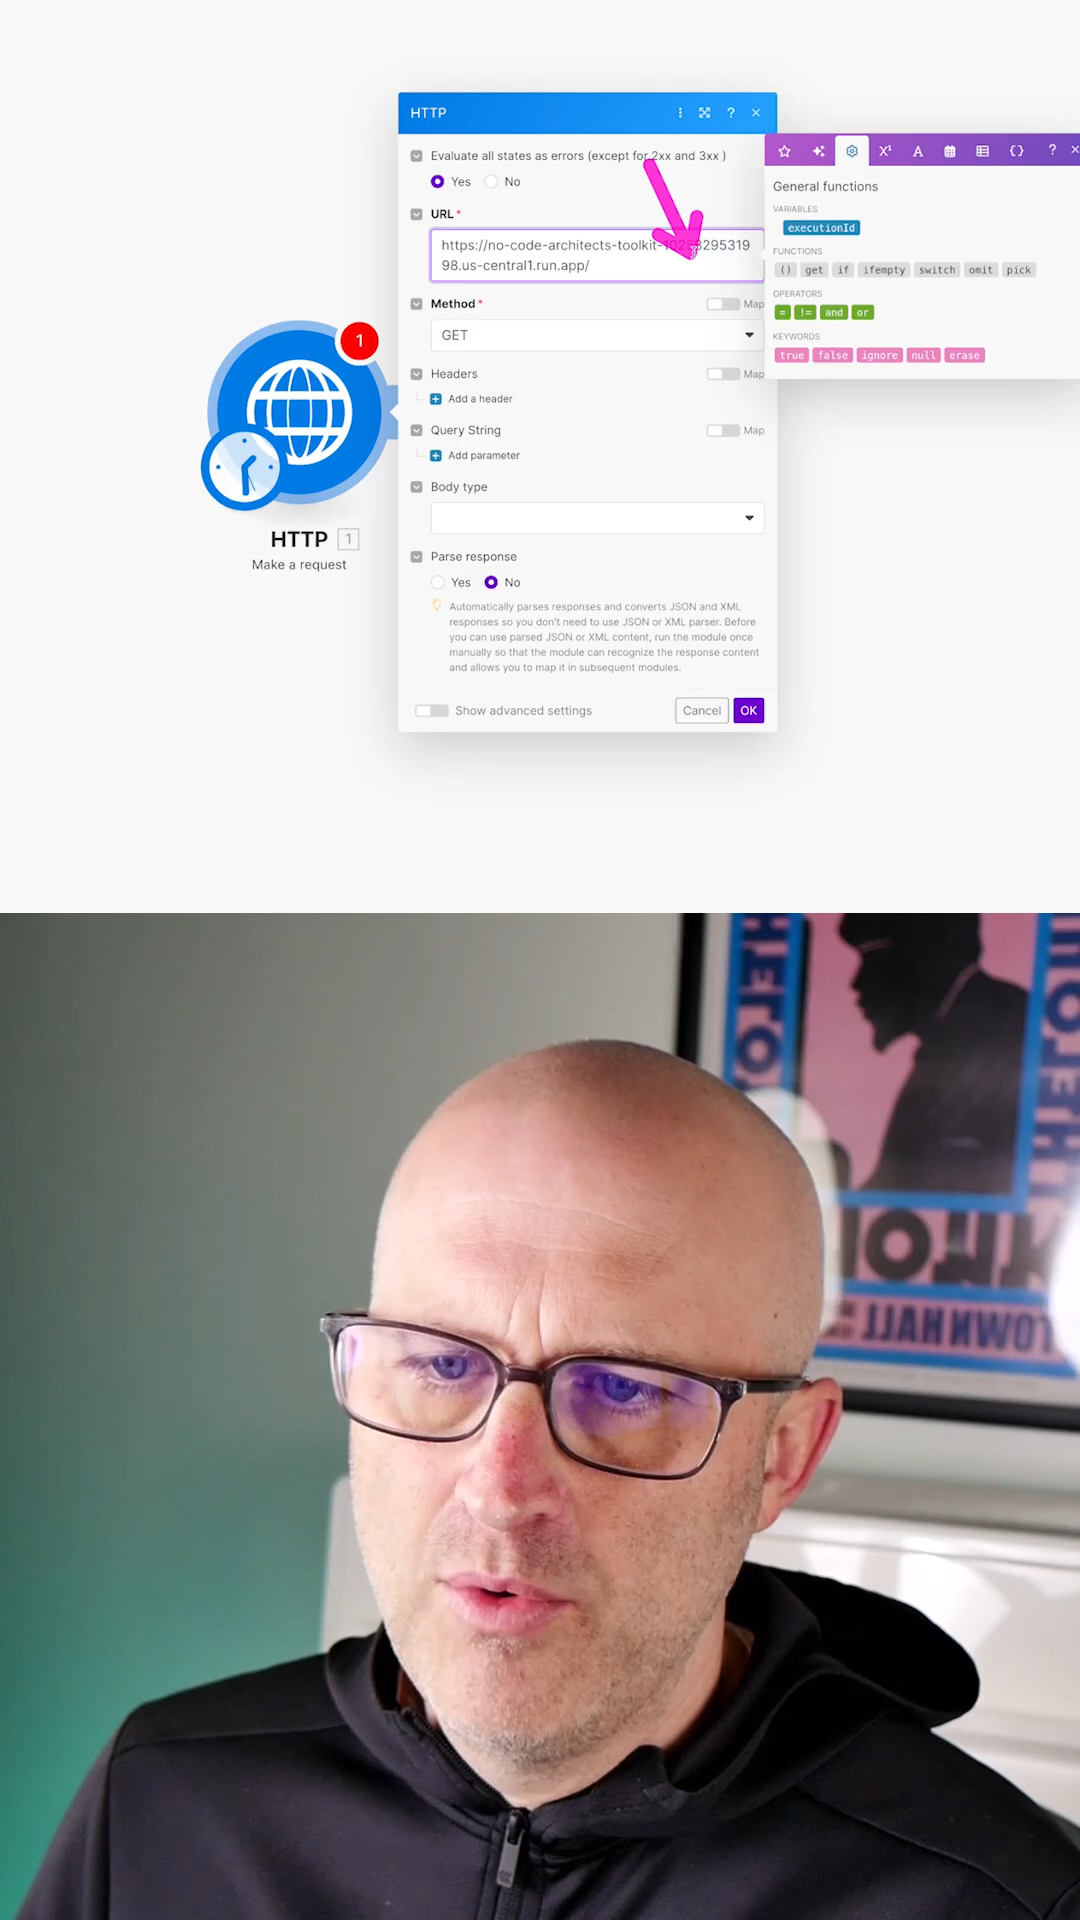 HTTP
Evaluate all states as errors (except for 2xx and 3xx )
Yes No
URL *
https://no-code-architects-toolkit-
98.us-central1.run.app/
Method *
Map
GET
Headers
Map
Add a header
Query String
Map
Add parameter
Body type
Parse response
Yes No
Automatically parses responses and converts JSON and XML
responses so you don't need to use JSON or XML parser. Before
you can use parsed JSON or XML content, run the module once
manually so that the module can recognize the response content
and allows you to map it in subsequent modules.
Show advanced settings
Cancel OK
General functions
VARIABLES
executionId
FUNCTIONS
() get if ifempty switch omit pick
OPERATORS
= != and or
KEYWORDS
true false ignore null erase
1
HTTP 1
Make a request
TOWN HALL